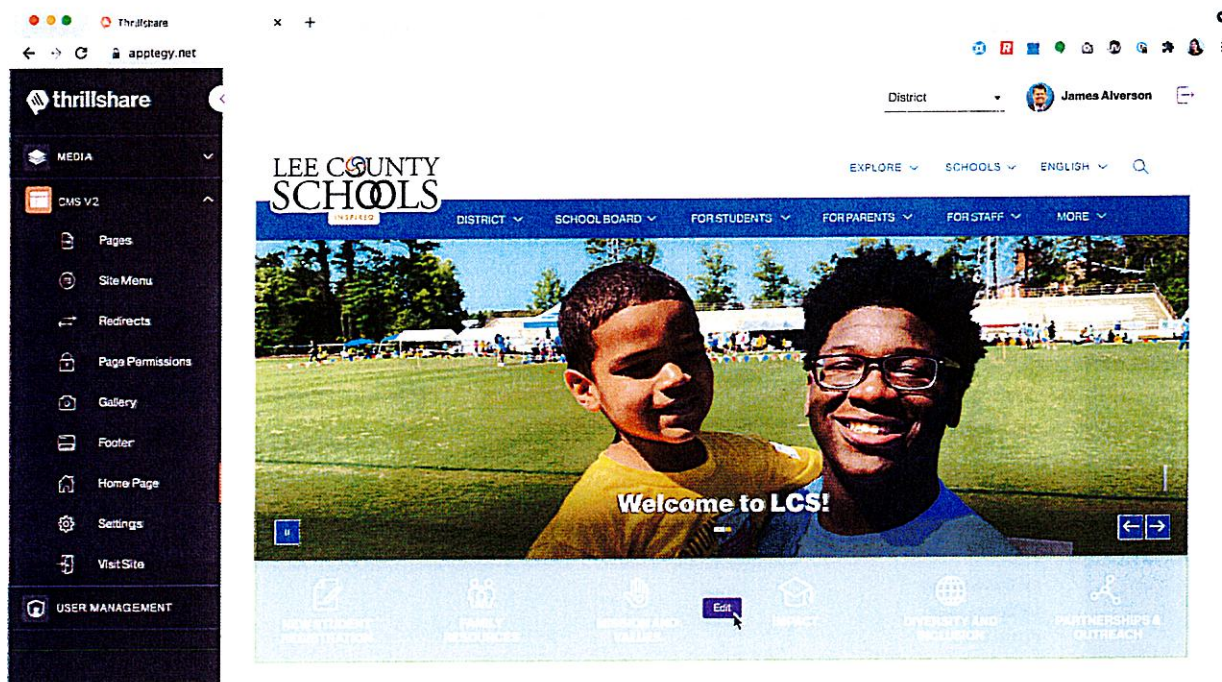 Thrillshare
apptegy.net
thrillshare
District
James Alverson
MEDIA
CMS V2
Pages
Site Menu
Redirects
Page Permissions
Gallery
Footer
Home Page
Settings
Visit Site
USER MANAGEMENT
LEE COUNTY
SCHOOLS
INSPIRED
EXPLORE
SCHOOLS
ENGLISH
DISTRICT
SCHOOL BOARD
FOR STUDENTS
FOR PARENTS
FOR STAFF
MORE
Welcome to LCS!
NEW STUDENT
REGISTRATION
FAMILY
RESOURCES
MISSION AND
VALUES
Edit
IMPACT
DIVERSITY AND
INCLUSION
PARTNERSHIPS &
OUTREACH